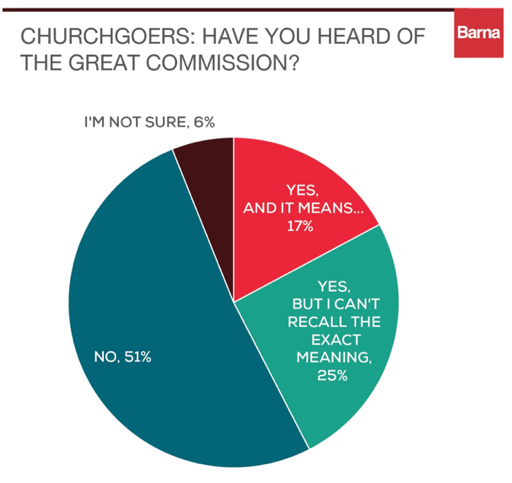 CHURCHGOERS: HAVE YOU HEARD OF
THE GREAT COMMISSION?
Barna
I'M NOT SURE, 6%
YES,
AND IT MEANS...
17%
YES,
BUT I CAN'T
RECALL THE
EXACT
MEANING,
25%
NO, 51%